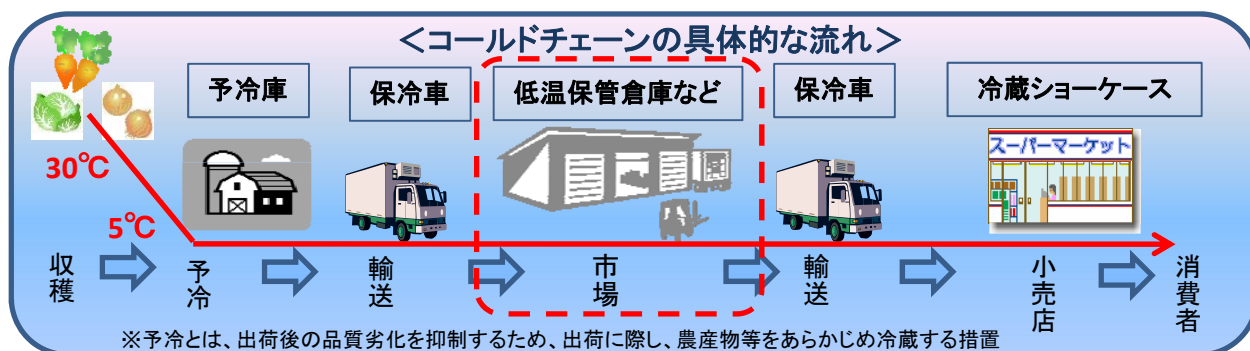 ＜コールドチェーンの具体的な流れ＞
予冷庫
保冷車
低温保管倉庫など
保冷車
冷蔵ショーケース
スーパーマーケット
30℃
5℃
収穫
予冷
輸送
市場
輸送
小売店
消費者
※予冷とは、出荷後の品質劣化を抑制するため、出荷に際し、農産物等をあらかじめ冷蔵する措置